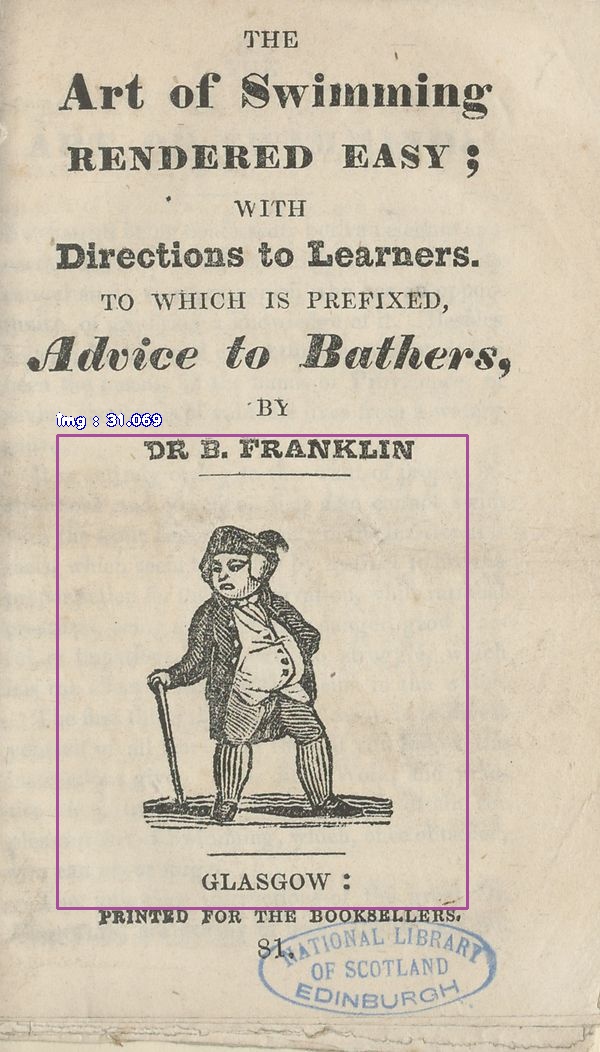 THE
Art of Swimming
RENDERED EASY;
WITH
Directions to Learners.
TO WHICH IS PREFIXED,
Advice to Bathers,
BY
img : 31.069
DR B. FRANKLIN
GLASGOW:
PRINTED FOR THE BOOKSELLERS.
81.
NATIONAL LIBRARY
OF SCOTLAND
EDINBURGH